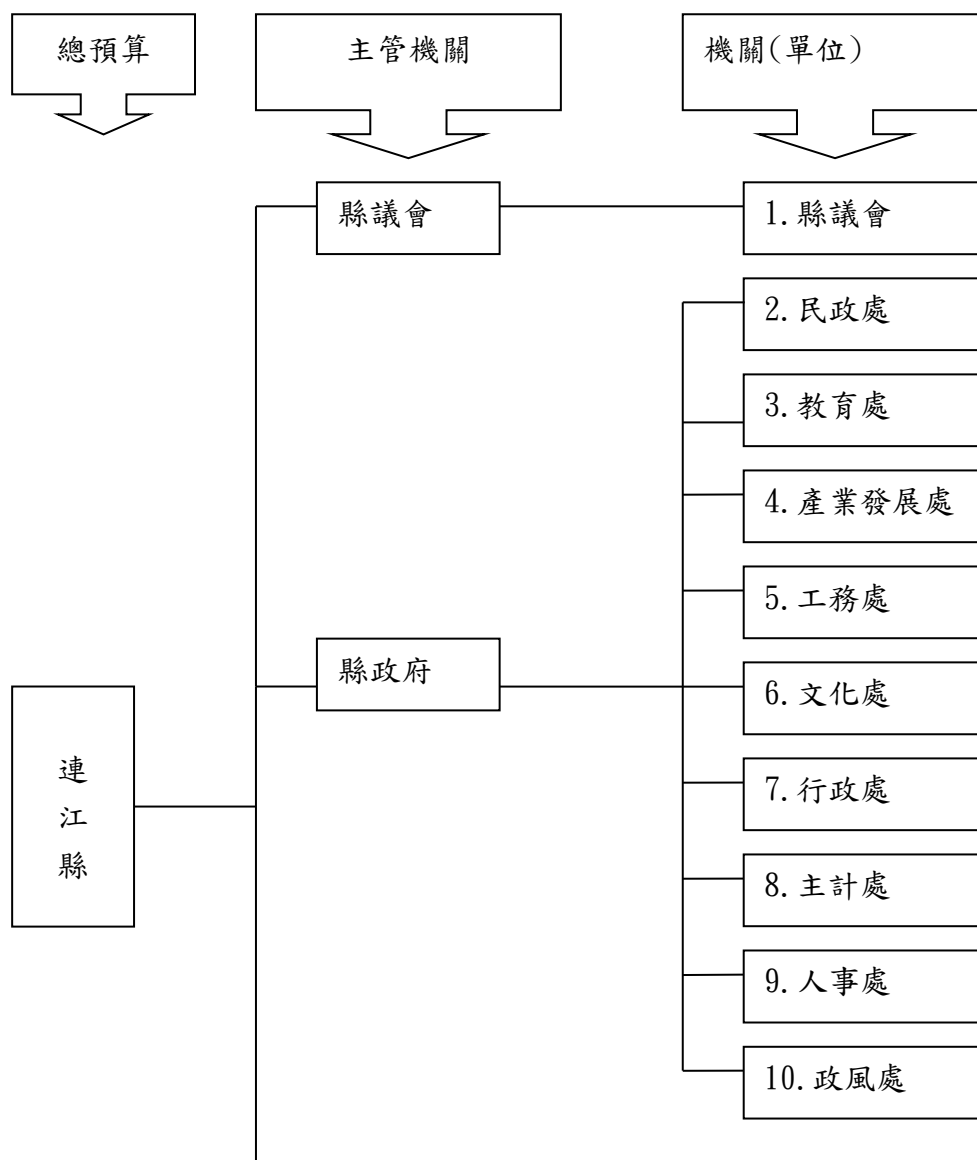 總預算
主管機關
機關(單位)
縣議會
1.縣議會
2.民政處
3.教育處
4.產業發展處
5.工務處
縣政府
6.文化處
連
江
縣
7.行政處
8.主計處
9.人事處
10.政風處